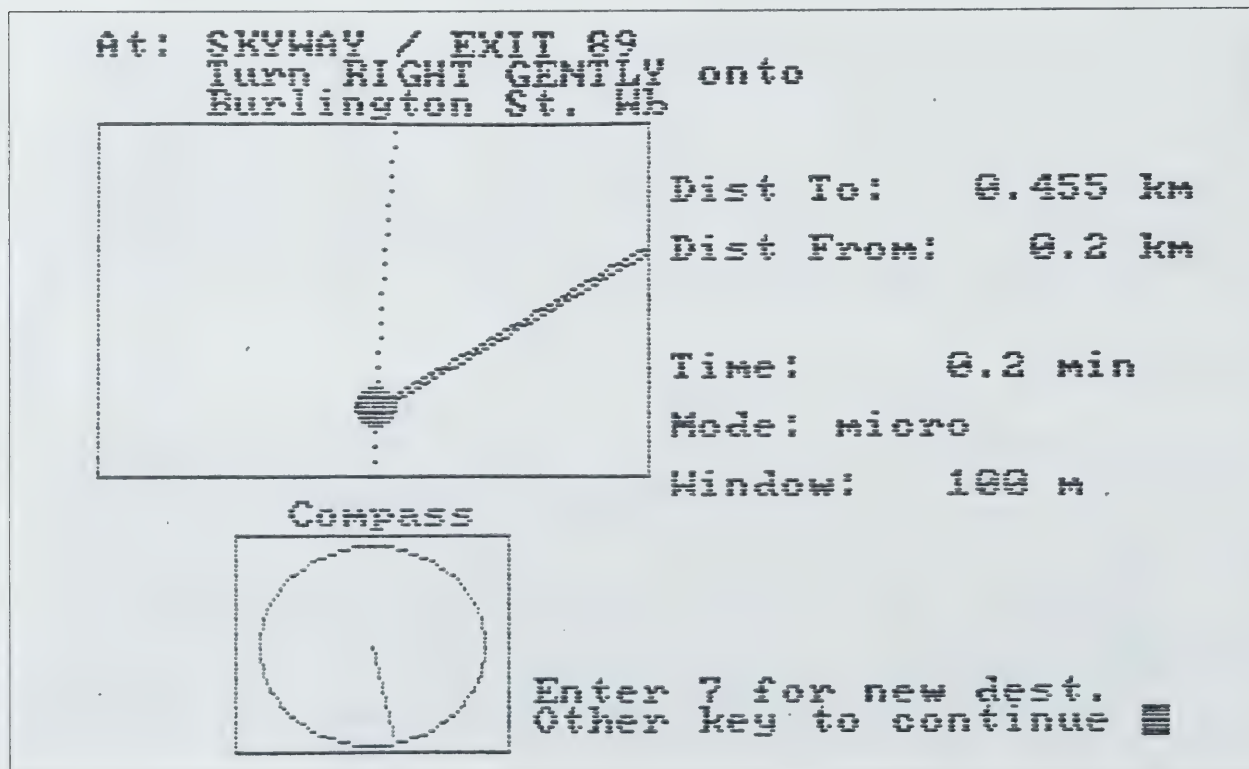 At: SKYWAY / EXIT 89
Turn RIGHT GENTLY onto
Burlington St. Wb
Dist To: 0.455 km
Dist From: 0.2 km
Time: 0.2 min
Mode: micro
Window: 100 m
Compass
Enter 7 for new dest.
Other key to continue